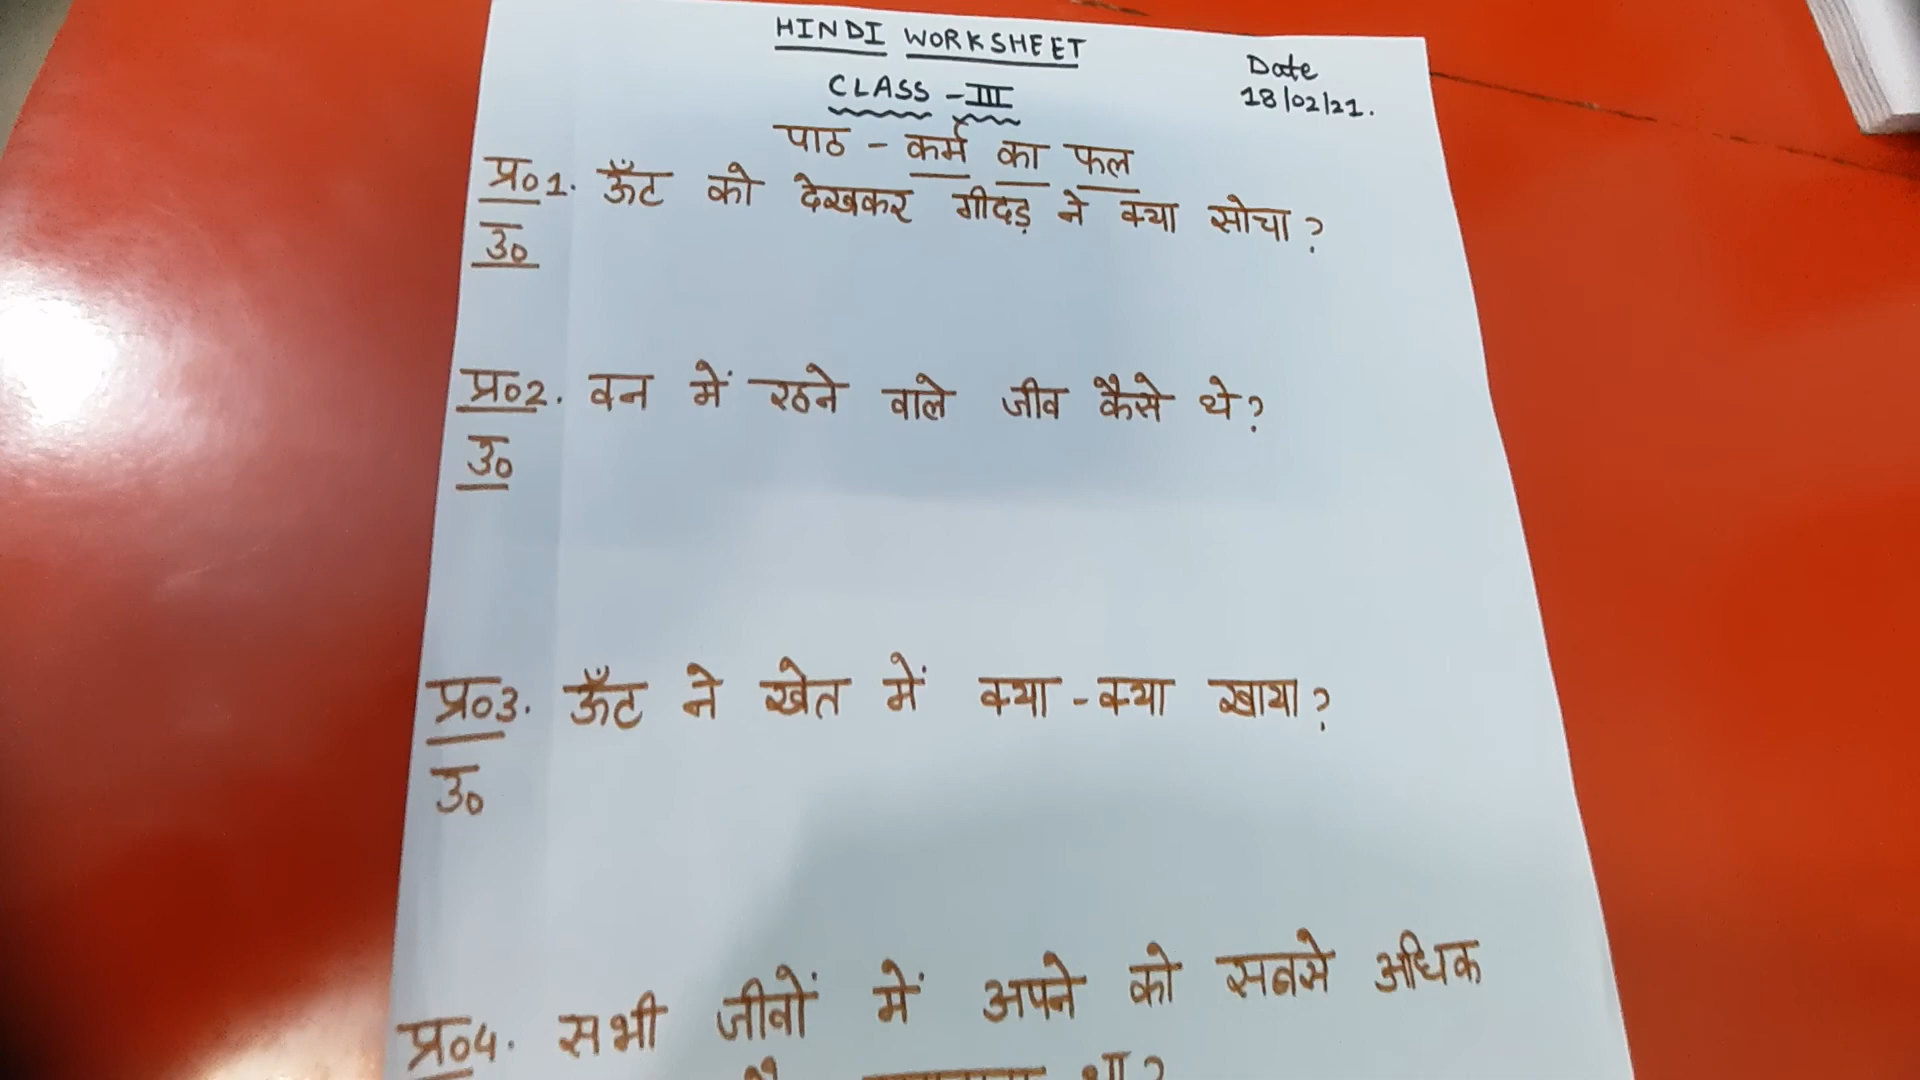 HINDI WORKSHEET
CLASS - III
Date
18/02/21.
पाठ - कर्म का फल
प्र०1. ऊँट को देखकर गीदड़ ने क्या सोचा?
उ०
प्र०2. वन में रहने वाले जीव कैसे थे?
उ०
प्र०3. ऊँट ने खेत में क्या - क्या खाया?
उ०
प्र०4. सभी जीवों में अपने को सबसे अधिक
था?